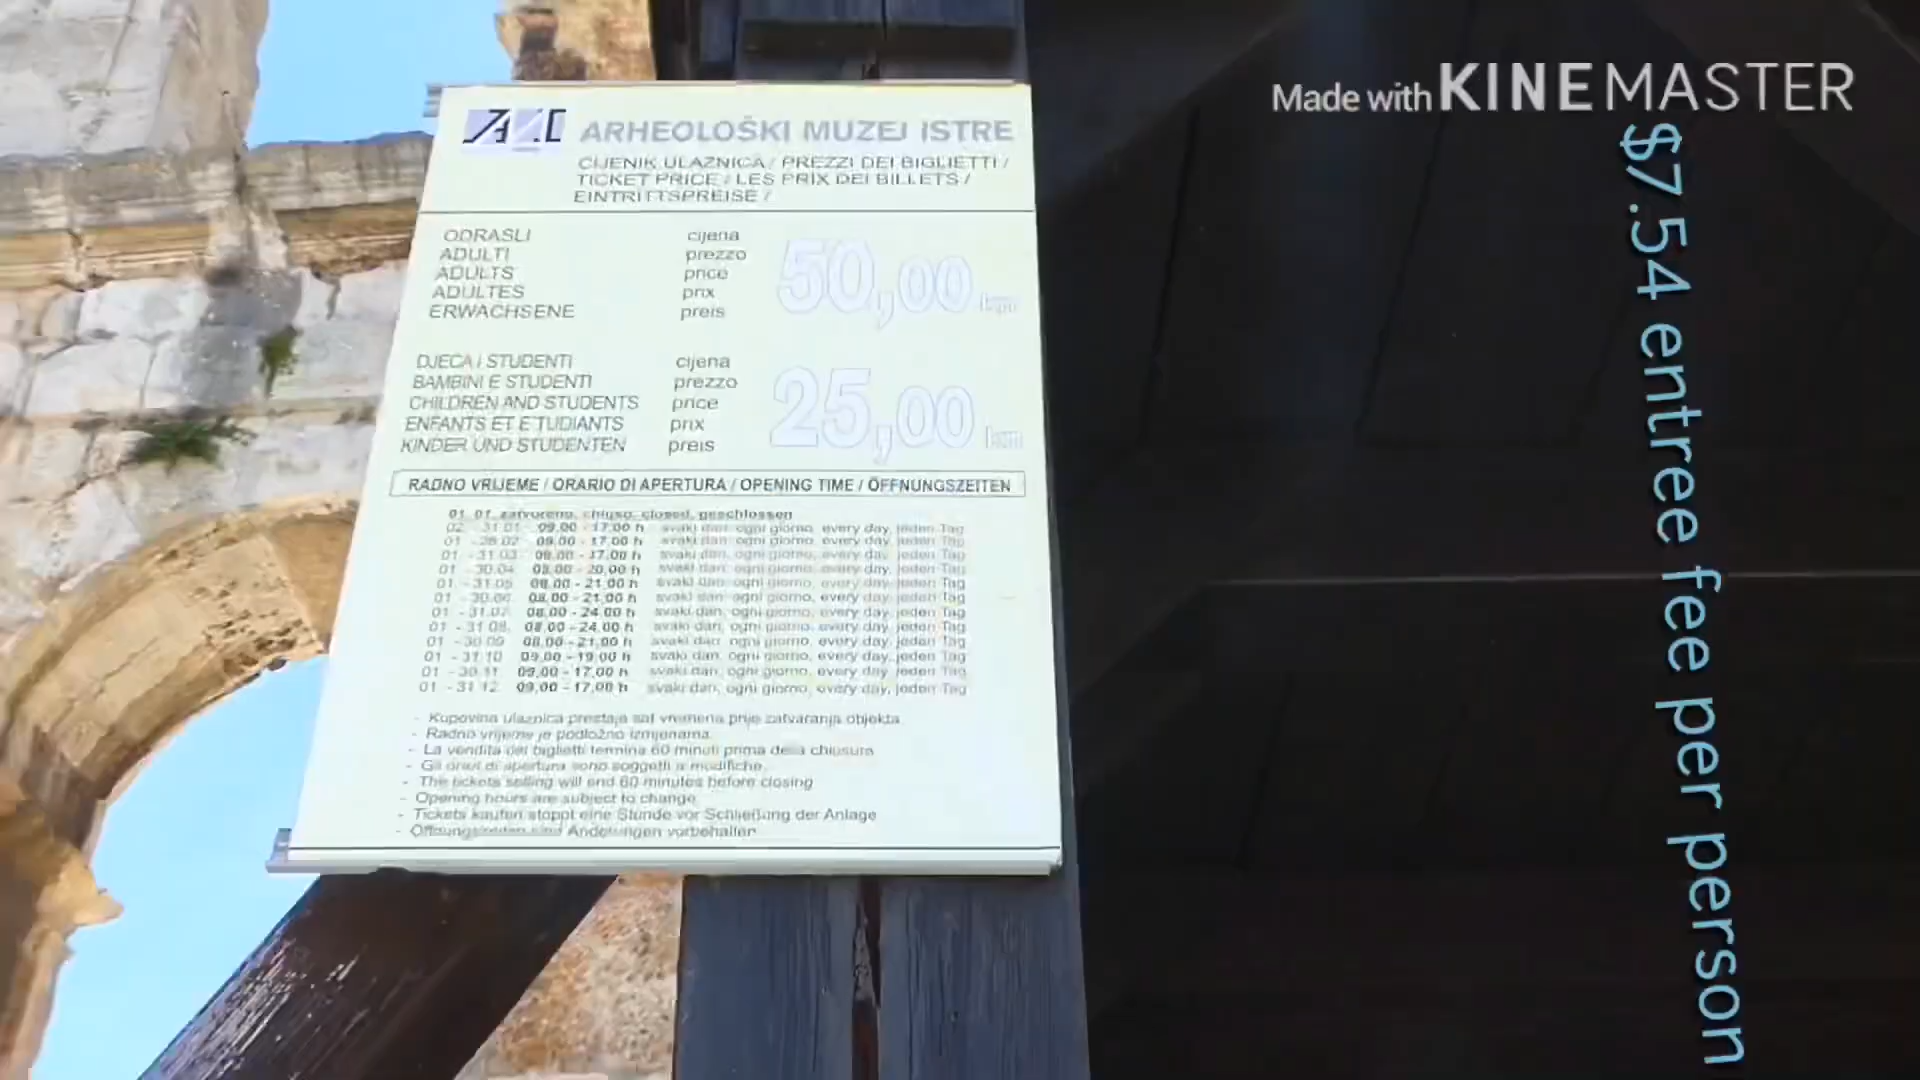 Made with KINEMASTER
$7.54 entree fee per person
ARHEOLOŠKI MUZEJ ISTRE
CIJENIK ULAZNICA / PREZZI DEI BIGLIETTI /
TICKET PRICE / LES PRIX DEI BILLETS /
EINTRITTSPREISE /
ODRASLI cijena
ADULTI prezzo
ADULTS price 50,00 kn
ADULTES prix
ERWACHSENE preis
DJECA I STUDENTI cijena
BAMBINI E STUDENTI prezzo
CHILDREN AND STUDENTS price 25,00 kn
ENFANTS ET ETUDIANTS prix
KINDER UND STUDENTEN preis
RADNO VRIJEME / ORARIO DI APERTURA / OPENING TIME / ÖFFNUNGSZEITEN
01. 01. zatvoreno, chiuso, closed, geschlossen
02. - 31.01. 09,00 - 17,00 h svaki dan, ogni giorno, every day, jeden Tag
01 - 28.02 09,00 - 17,00 h svaki dan, ogni giorno, every day, jeden Tag
01 - 31.03 09,00 - 17,00 h svaki dan, ogni giorno, every day, jeden Tag
01 - 30.04 08,00 - 20,00 h svaki dan, ogni giorno, every day, jeden Tag
01 - 31.05 08,00 - 21,00 h svaki dan, ogni giorno, every day, jeden Tag
01 - 30.06 08,00 - 21,00 h svaki dan, ogni giorno, every day, jeden Tag
01 - 31.07. 08,00 - 24,00 h svaki dan, ogni giorno, every day, jeden Tag
01 - 31.08. 08,00 - 24,00 h svaki dan, ogni giorno, every day, jeden Tag
01 - 30.09 08,00 - 21,00 h svaki dan, ogni giorno, every day, jeden Tag
01 - 31.10 09,00 - 19,00 h svaki dan, ogni giorno, every day, jeden Tag
01 - 30.11 09,00 - 17,00 h svaki dan, ogni giorno, every day, jeden Tag
01 - 31.12. 09,00 - 17,00 h svaki dan, ogni giorno, every day, jeden Tag
- Kupovina ulaznica prestaje sat vremena prije zatvaranja objekta
- Radno vrijeme je podložno izmjenama.
- La vendita dei biglietti termina 60 minuti prima della chiusura
- Gli orari di apertura sono soggetti a modifiche.
- The tickets selling will end 60 minutes before closing
- Opening hours are subject to change
- Tickets kaufen stoppt eine Stunde vor Schließung der Anlage
- Öffnungszeiten sind Änderungen vorbehalten